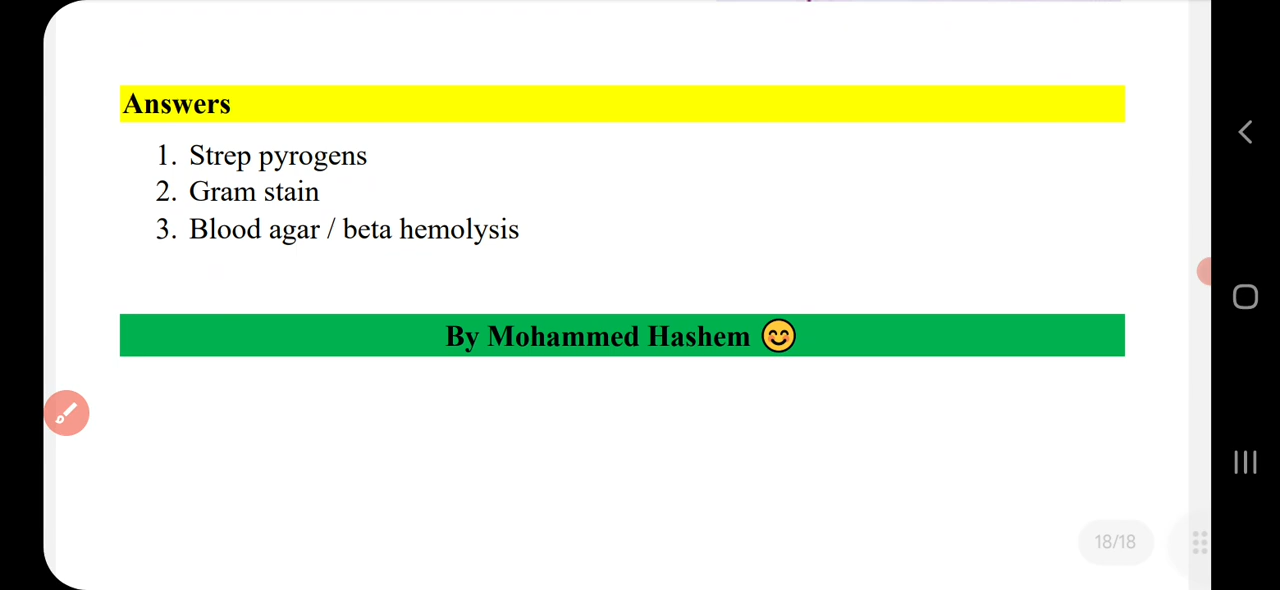 Answers
1. Strep pyrogens
2. Gram stain
3. Blood agar / beta hemolysis
By Mohammed Hashem 😊
18/18